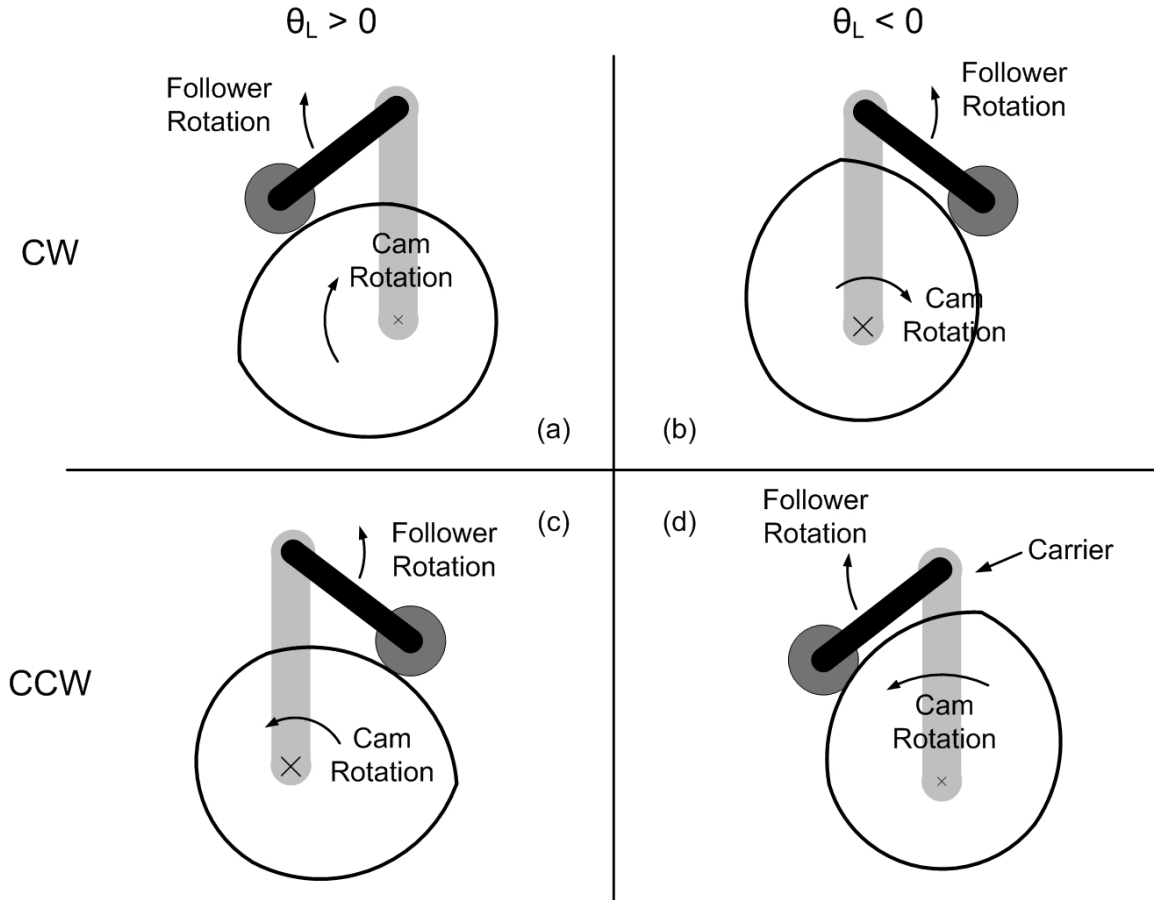 θL > 0
θL < 0
CW
Follower
Rotation
Cam
Rotation
(a)
Follower
Rotation
Cam
Rotation
(b)
CCW
Follower
Rotation
Cam
Rotation
(c)
Follower
Rotation
Carrier
Cam
Rotation
(d)